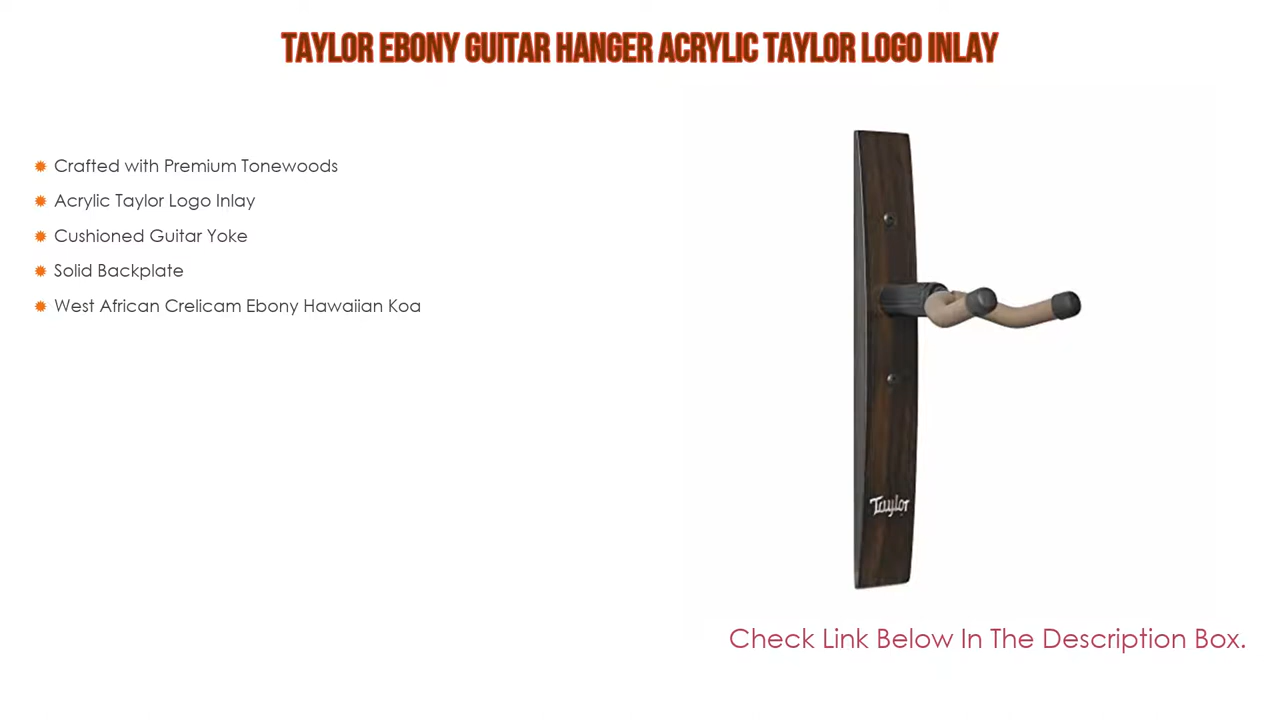 TAYLOR EBONY GUITAR HANGER ACRYLIC TAYLOR LOGO INLAY
Crafted with Premium Tonewoods
Acrylic Taylor Logo Inlay
Cushioned Guitar Yoke
Solid Backplate
West African Crelicam Ebony Hawaiian Koa
Taylor
Check Link Below In The Description Box.